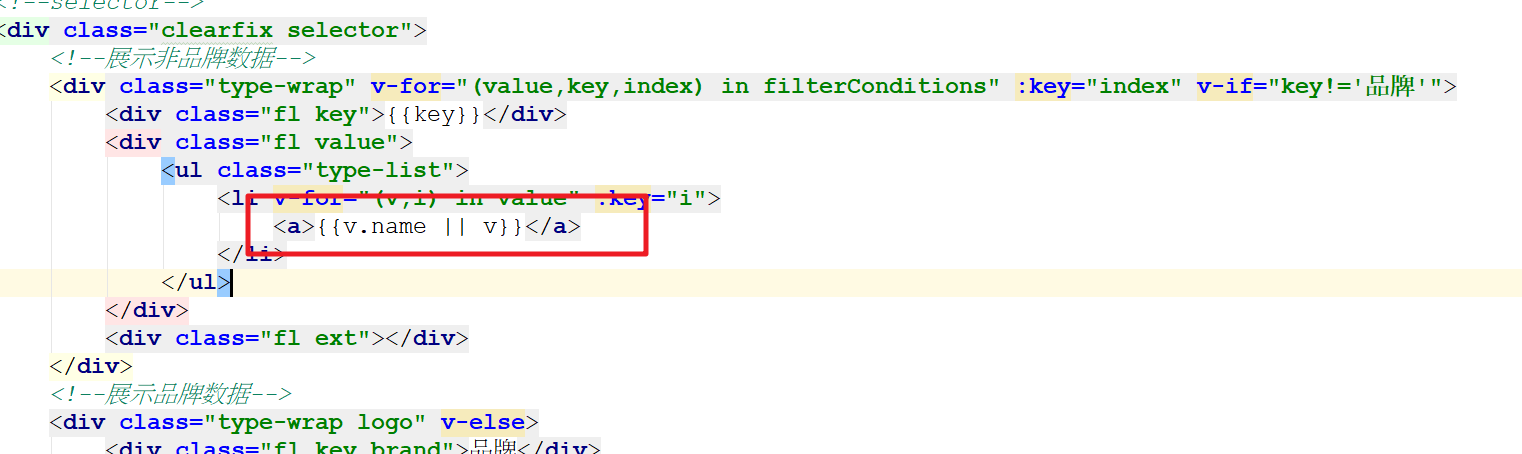 <!--selector-->
<div class="clearfix selector">
<!--展示非品牌数据-->
<div class="type-wrap" v-for="(value,key,index) in filterConditions" :key="index" v-if="key!='品牌'">
<div class="fl key">{{key}}</div>
<div class="fl value">
<ul class="type-list">
<li v-for="(v,i) in value" :key="i">
<a>{{v.name || v}}</a>
</li>
</ul>
</div>
<div class="fl ext"></div>
</div>
<!--展示品牌数据-->
<div class="type-wrap logo" v-else>
<div class="fl key brand">品牌</div>